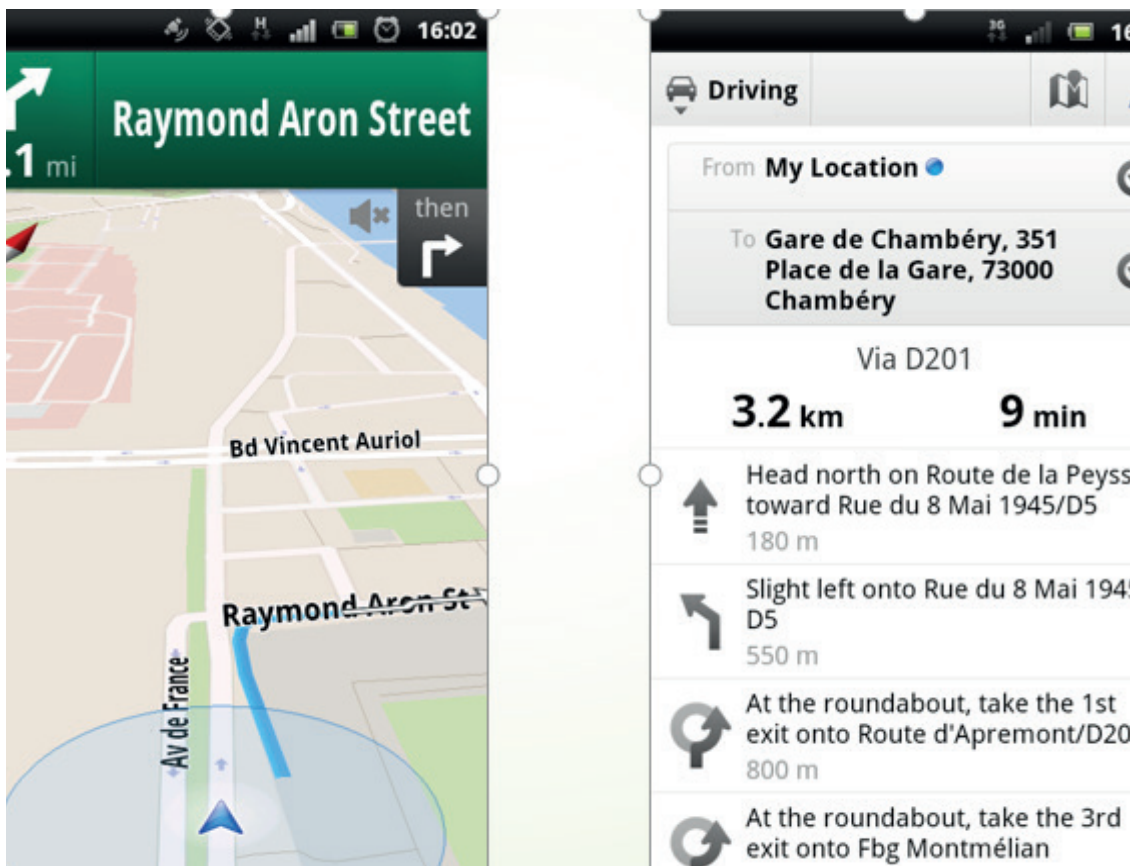 H
16:02
Raymond Aron Street
.1 mi
then
Bd Vincent Auriol
Raymond Aron St
Av de France
3G
16
Driving
From My Location
To Gare de Chambéry, 351
Place de la Gare, 73000
Chambéry
Via D201
3.2 km
9 min
Head north on Route de la Peyss
toward Rue du 8 Mai 1945/D5
180 m
Slight left onto Rue du 8 Mai 1945
D5
550 m
At the roundabout, take the 1st
exit onto Route d'Apremont/D20
800 m
At the roundabout, take the 3rd
exit onto Fbg Montmélian